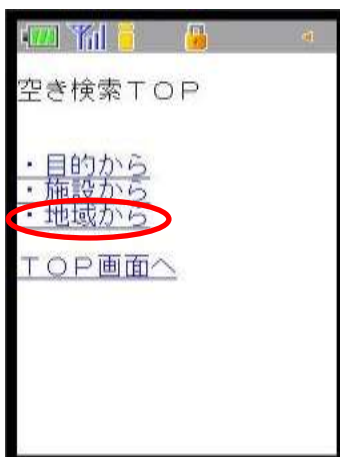 空き検索ＴＯＰ
・目的から
・施設から
・地域から
ＴＯＰ画面へ